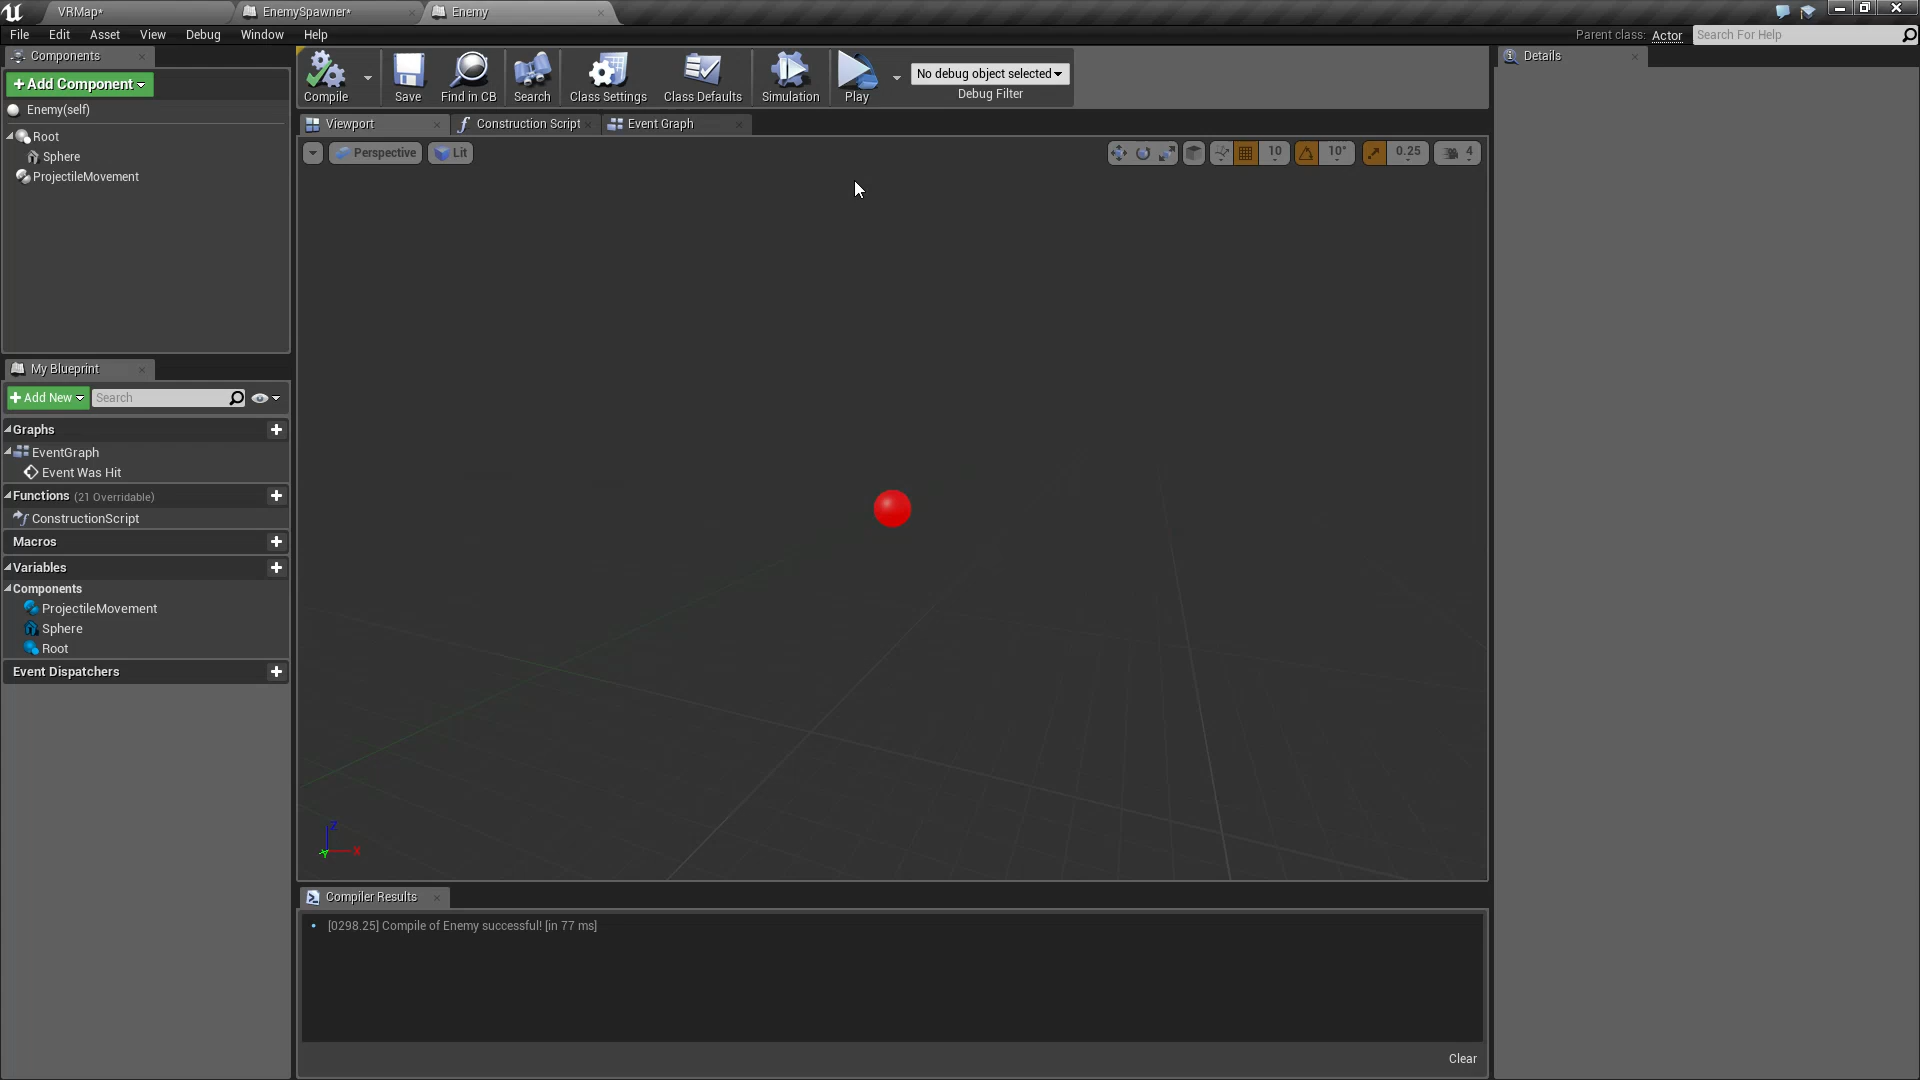 VRMap*
EnemySpawner*
Enemy
File Edit Asset View Debug Window Help
Parent class: Actor
Search For Help
Components
+Add Component
Enemy(self)
Root
Sphere
ProjectileMovement
My Blueprint
+Add New
Search
Graphs
EventGraph
Event Was Hit
Functions (21 Overridable)
ConstructionScript
Macros
Variables
Components
ProjectileMovement
Sphere
Root
Event Dispatchers
Compile
Save
Find in CB
Search
Class Settings
Class Defaults
Simulation
Play
No debug object selected
Debug Filter
Viewport
Construction Script
Event Graph
Perspective
Lit
10
10°
0.25
4
Z
X
Y
Compiler Results
[0298.25] Compile of Enemy successful! [in 77 ms]
Clear
Details